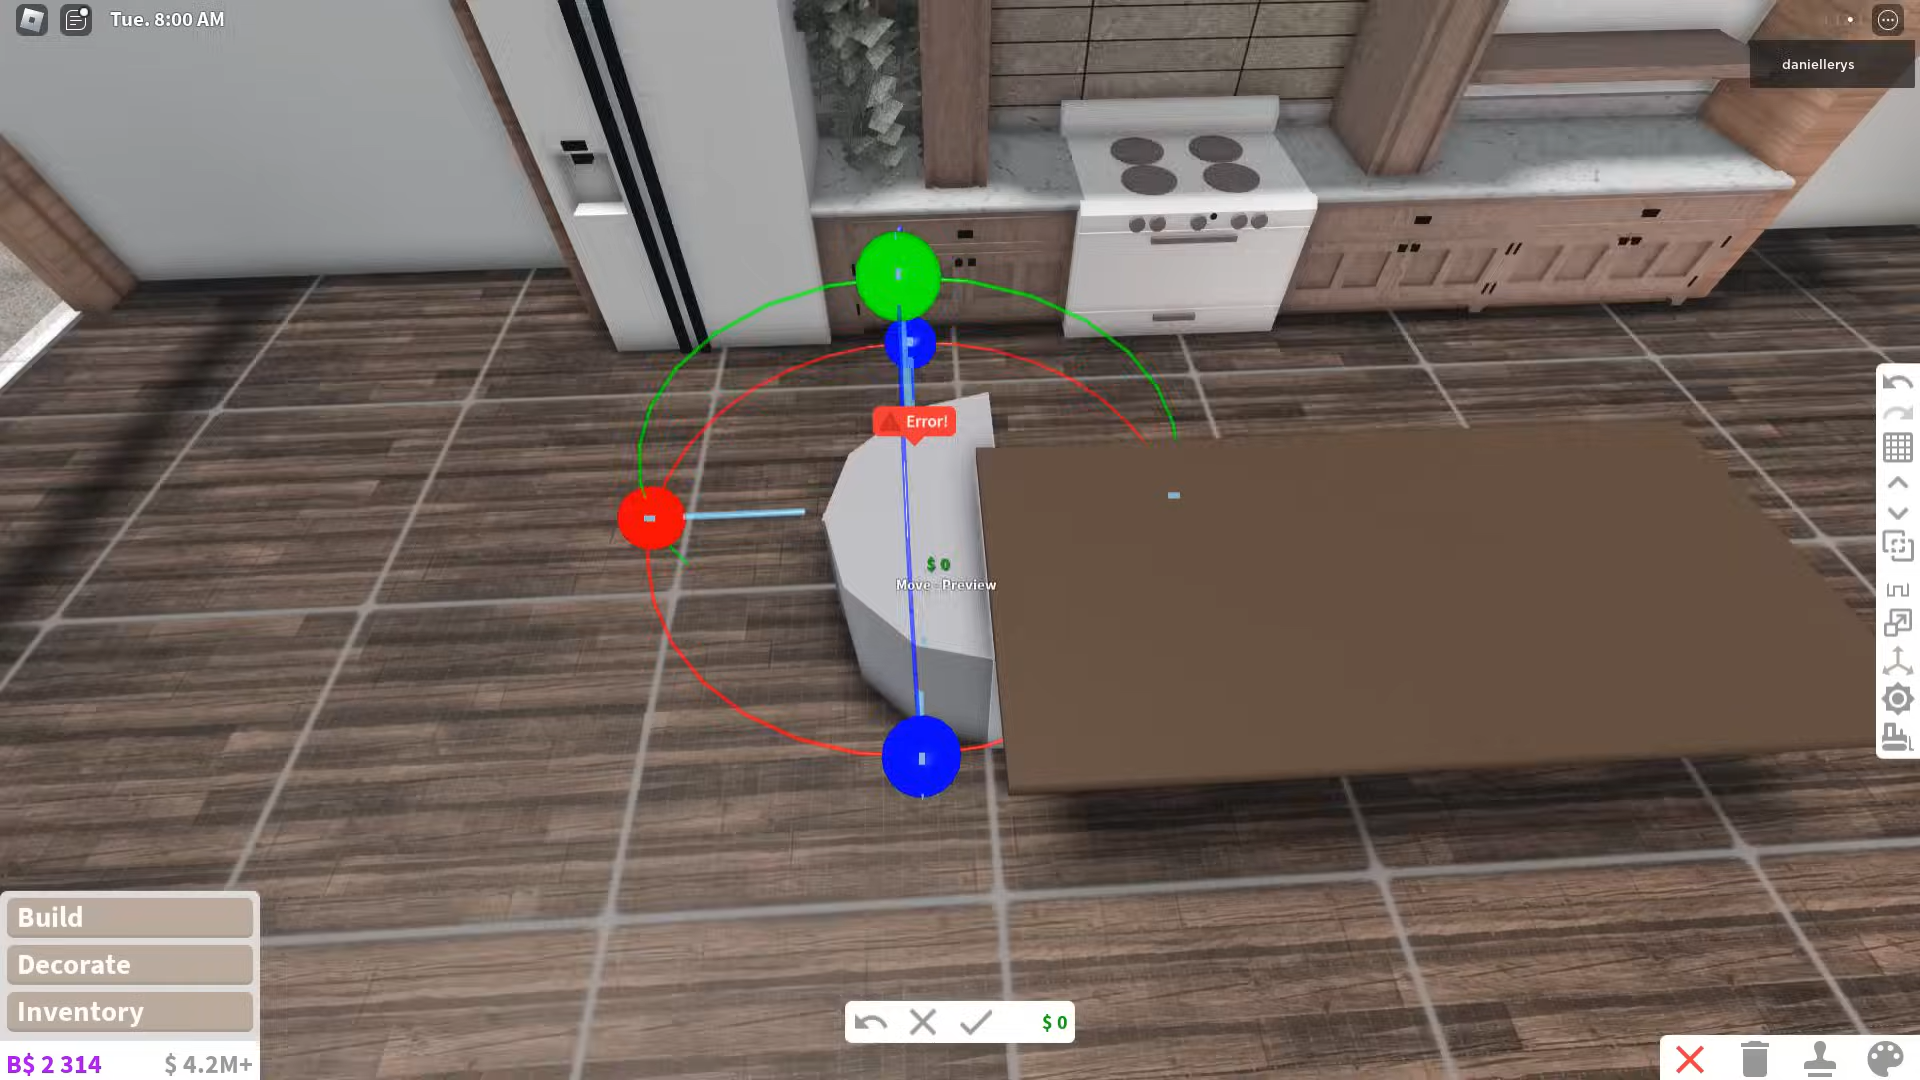 Tue. 8:00 AM
daniellerys
Error!
$ 0
Move - Preview
Build
Decorate
Inventory
B$ 2 314
$ 4.2M+
$ 0